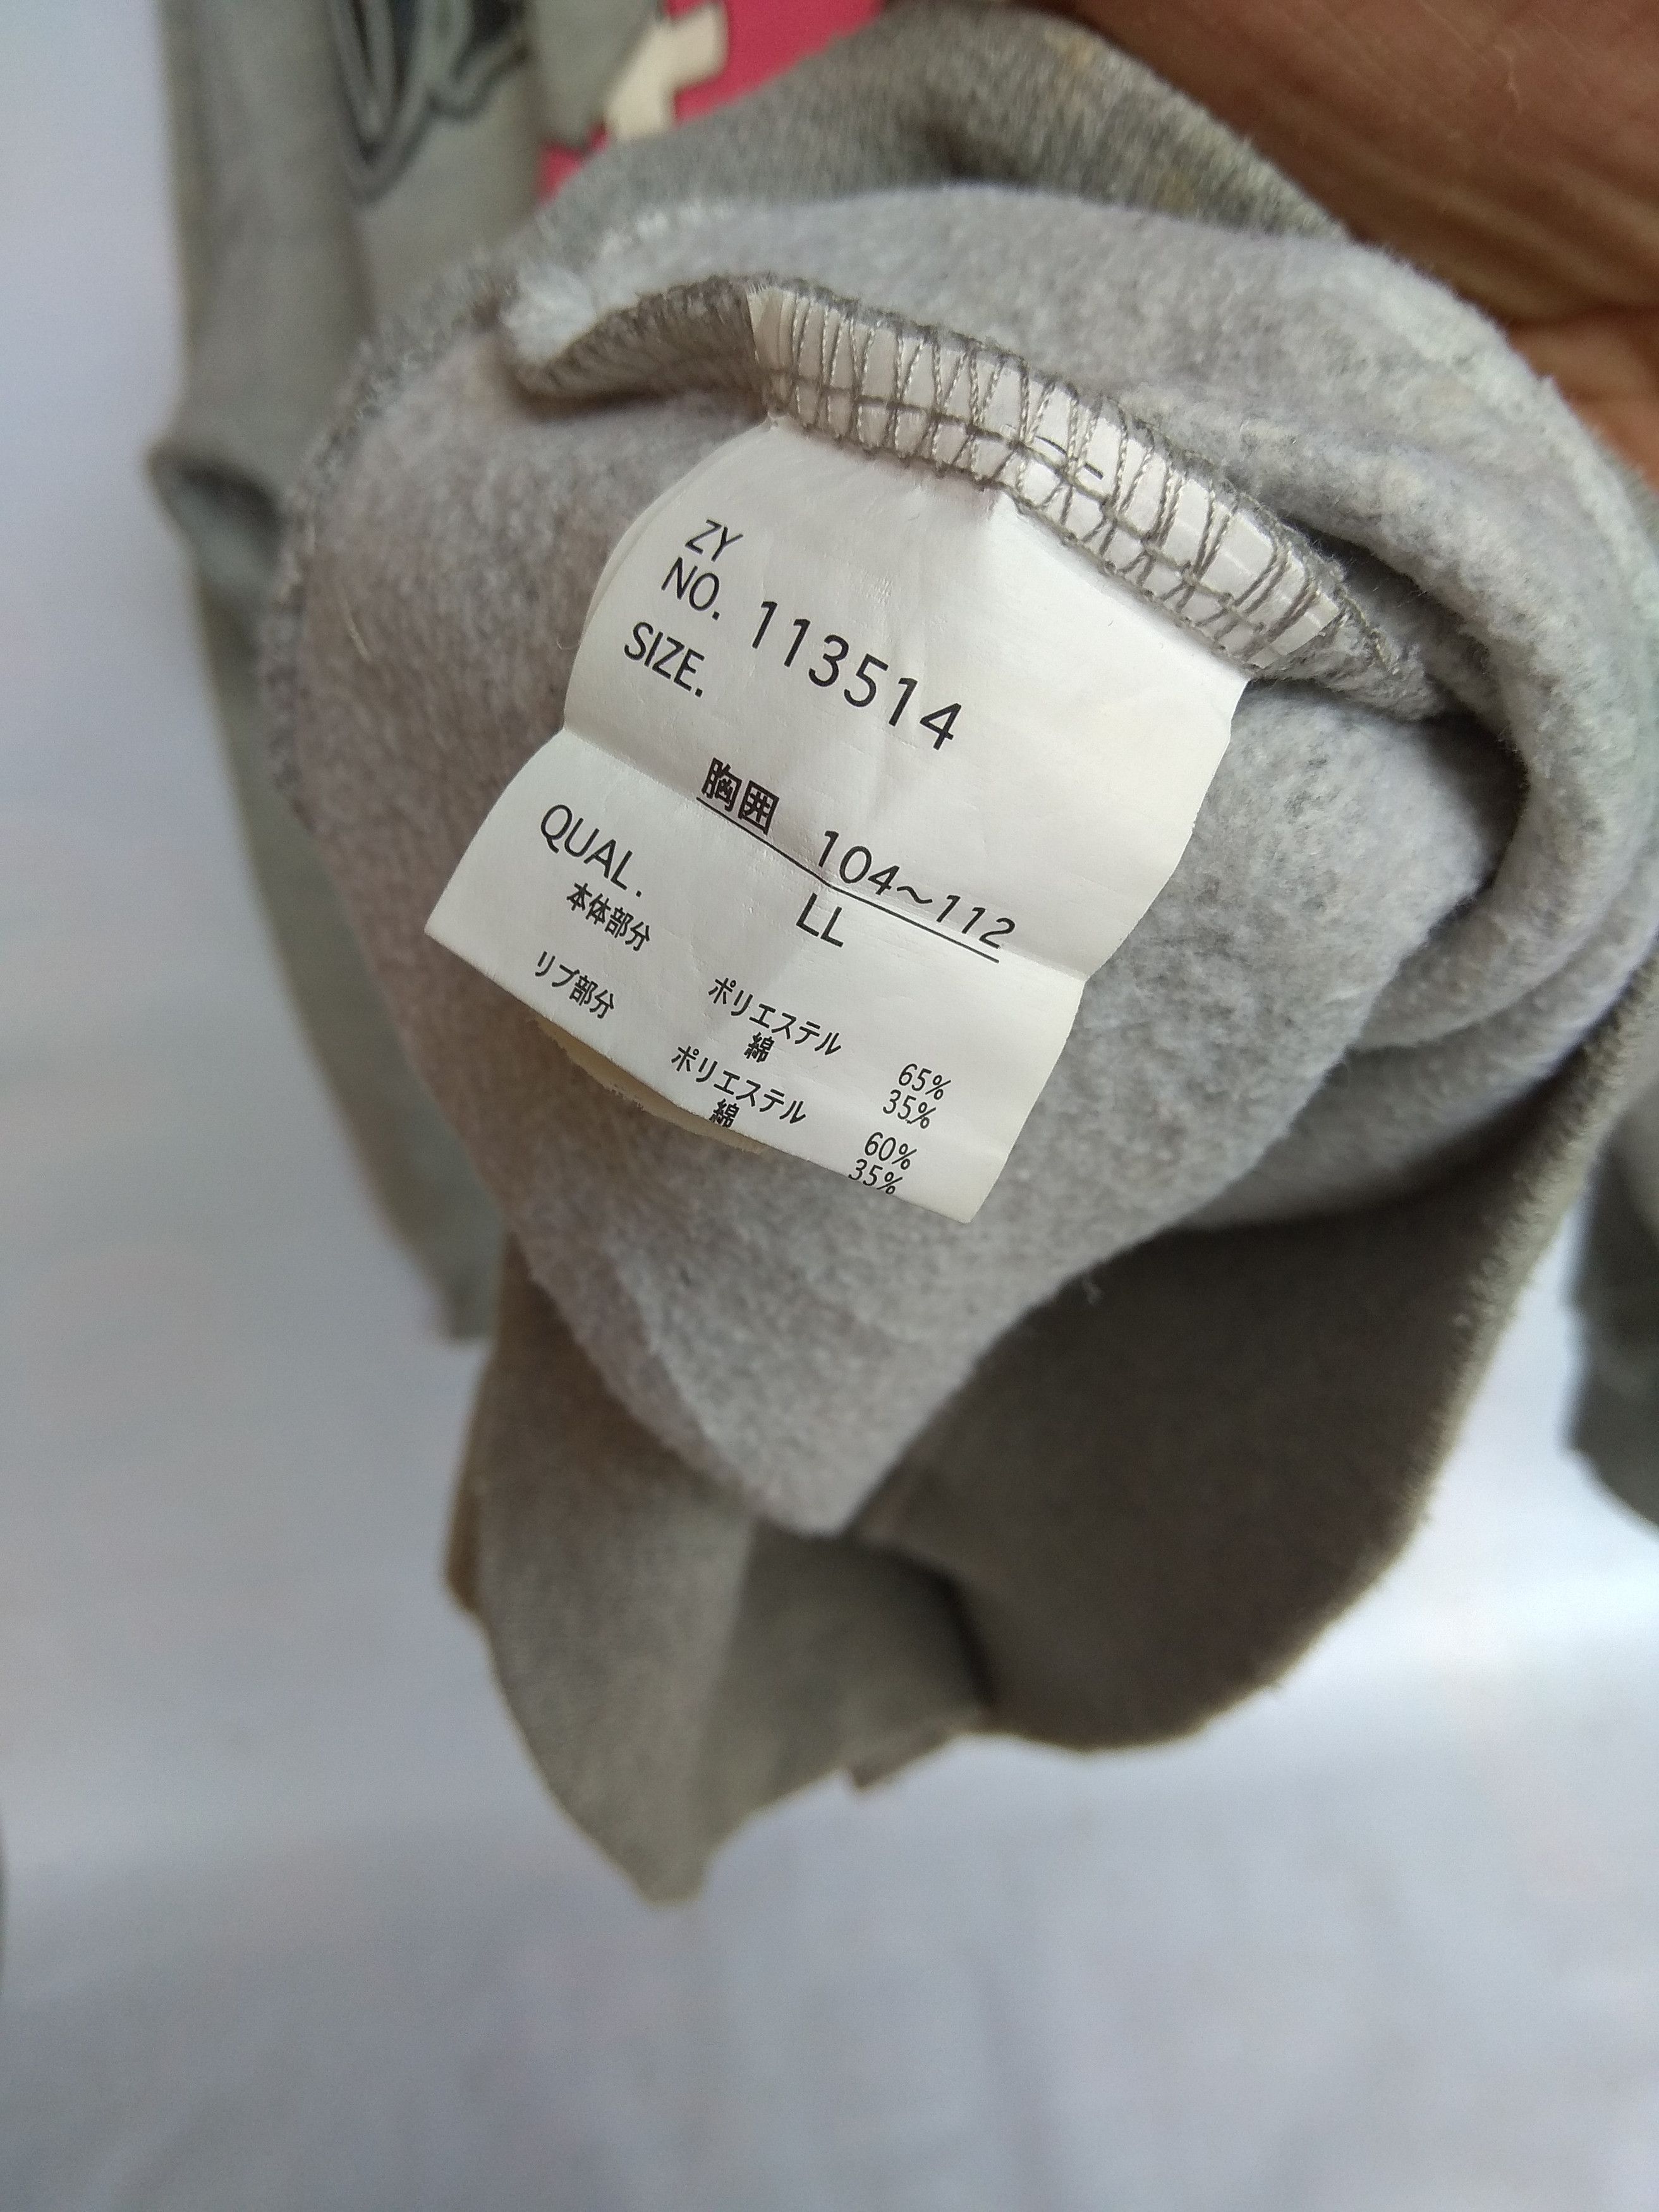 ZY
NO. 113514
SIZE.
胸囲 104～112
LL
QUAL.
本体部分 ポリエステル 65%
綿 35%
リブ部分 ポリエステル 60%
綿 35%